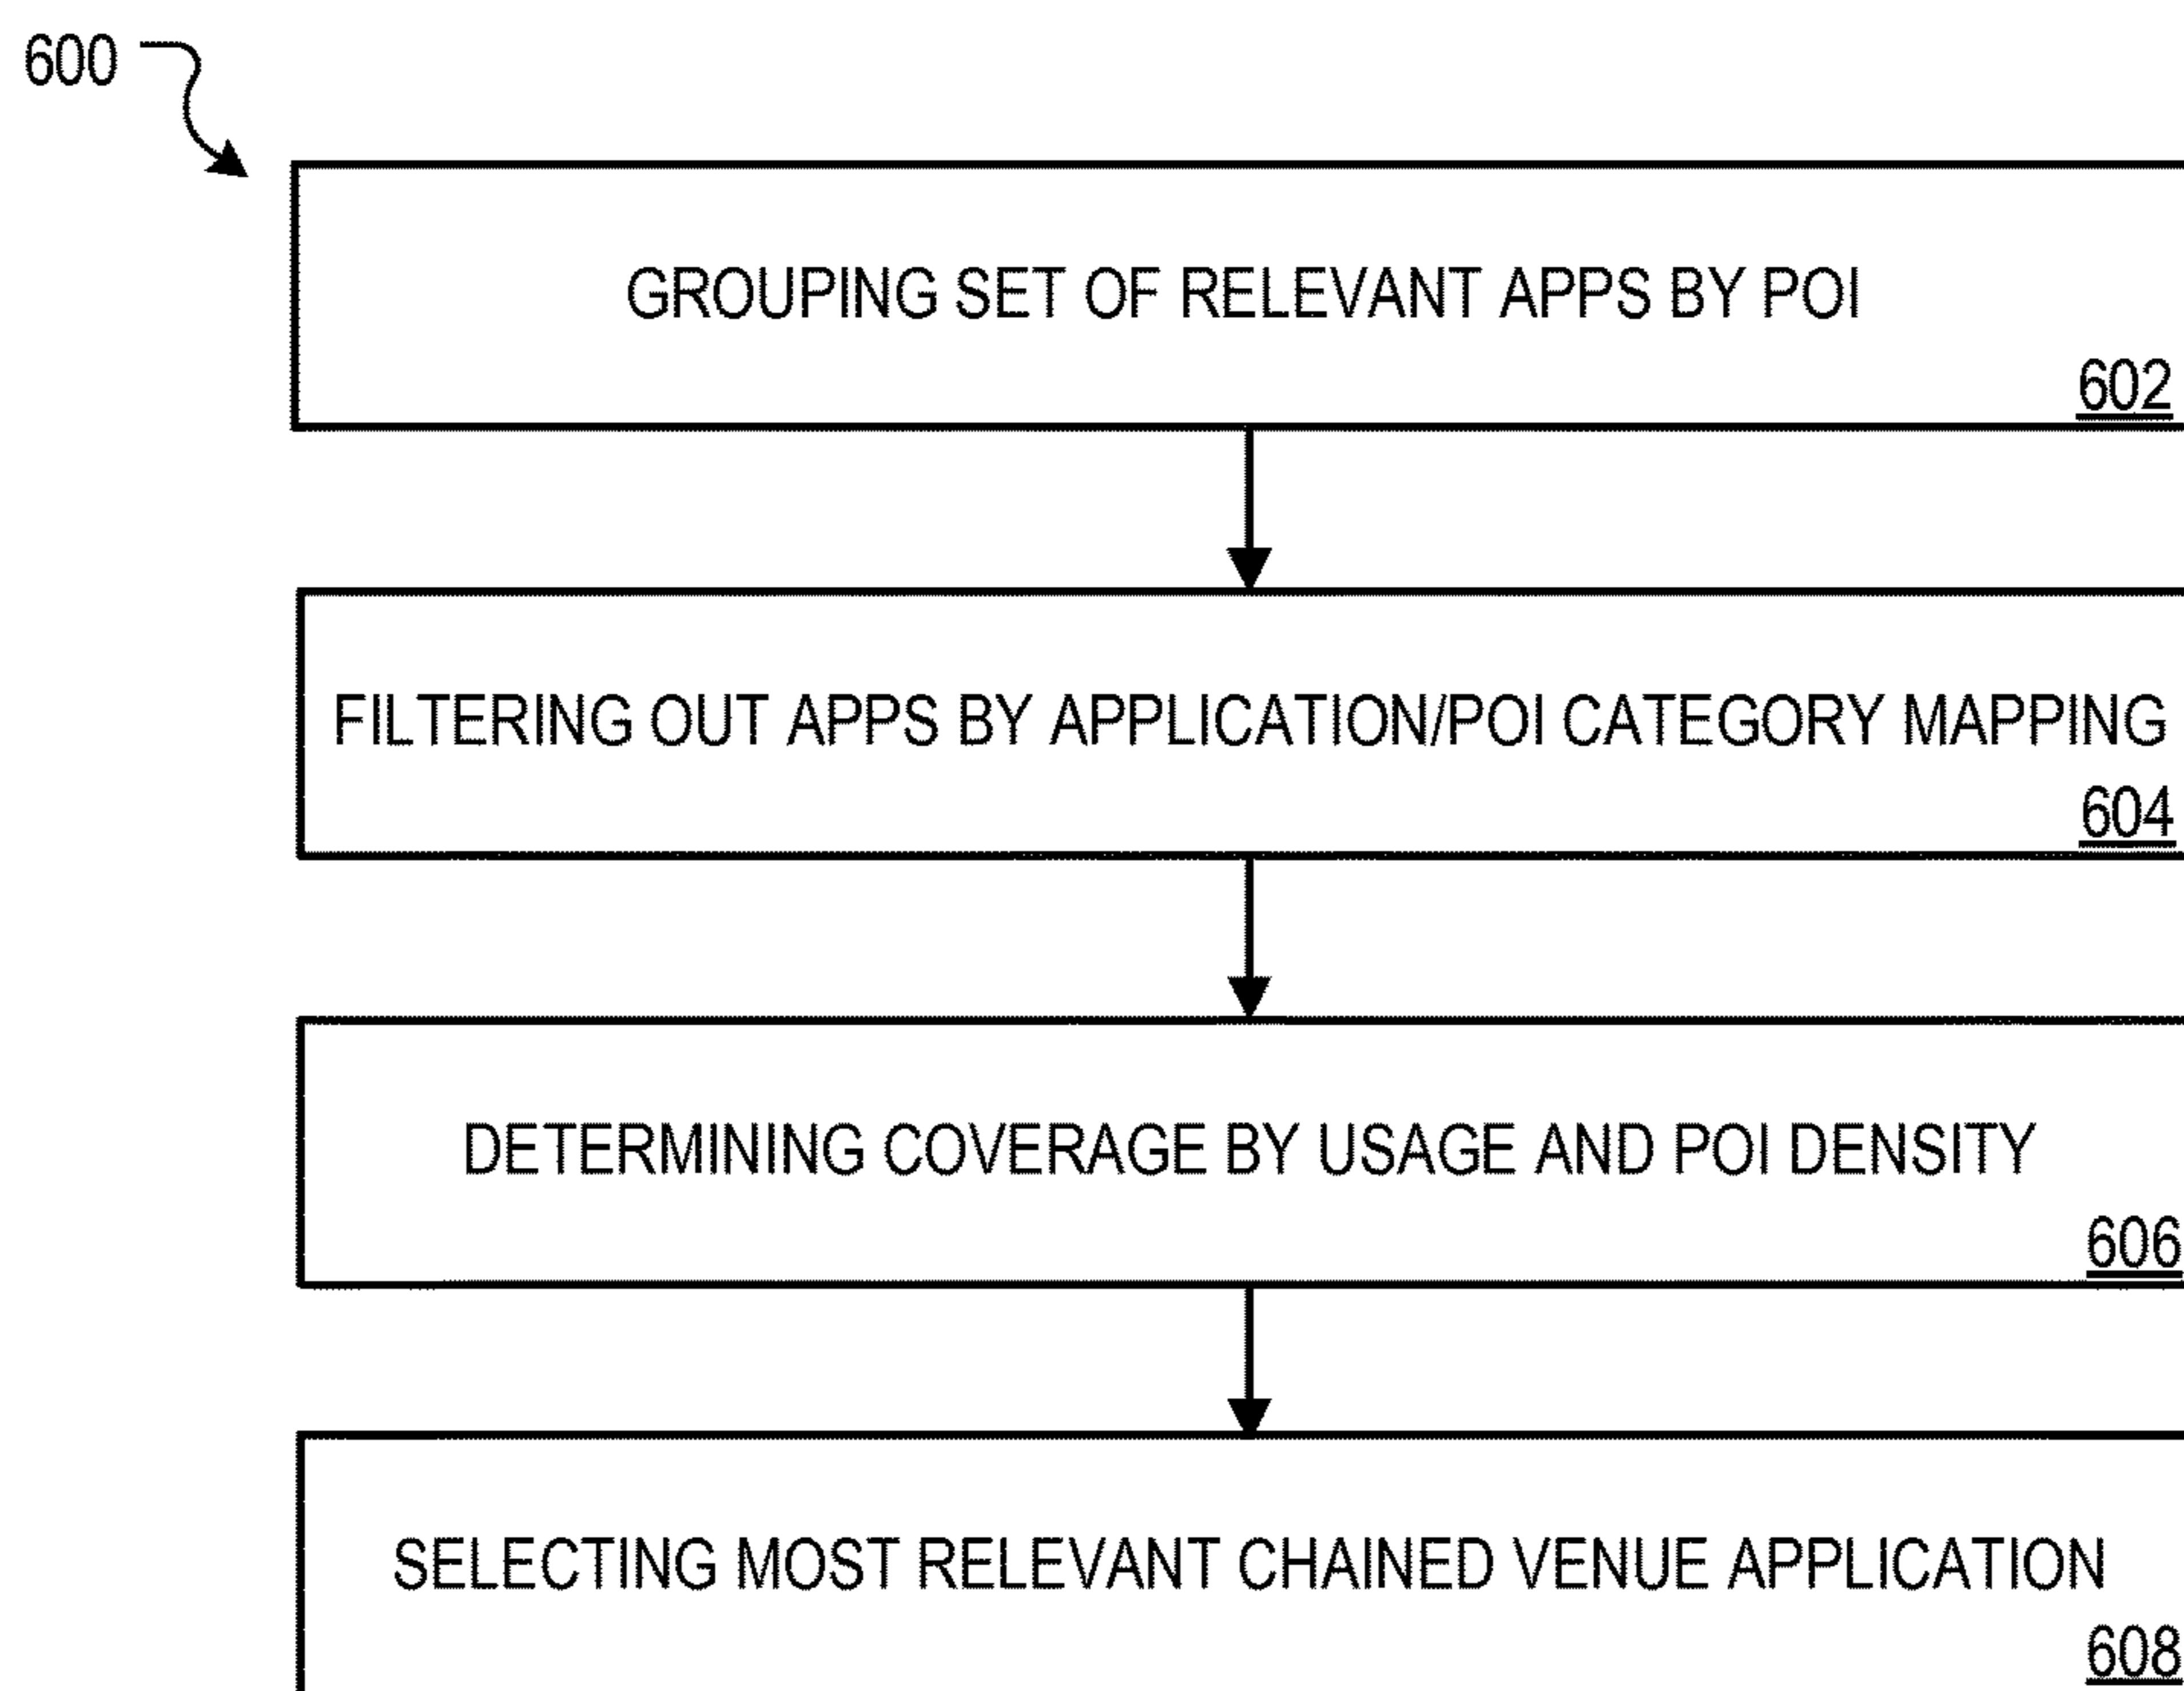 600
GROUPING SET OF RELEVANT APPS BY POI
602
FILTERING OUT APPS BY APPLICATION/POI CATEGORY MAPPING
604
DETERMINING COVERAGE BY USAGE AND POI DENSITY
606
SELECTING MOST RELEVANT CHAINED VENUE APPLICATION
608